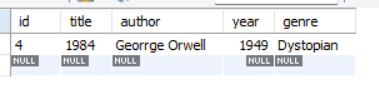 id title author year genre
4 1984 Georrge Orwell 1949 Dystopian
NULL NULL NULL NULL NULL